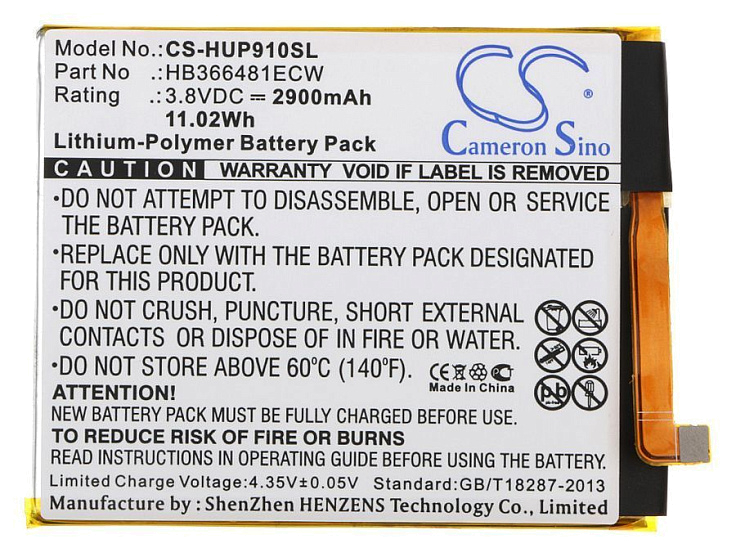 Model No.:CS-HUP910SL
Part No :HB366481ECW
Rating :3.8VDC ⎓ 2900mAh
11.02Wh
Lithium-Polymer Battery Pack
CS
®
Cameron Sino
CAUTION WARRANTY VOID IF LABEL IS REMOVED
•DO NOT ATTEMPT TO DISASSEMBLE, OPEN OR SERVICE
THE BATTERY PACK.
•REPLACE ONLY WITH THE BATTERY PACK DESIGNATED
FOR THIS PRODUCT.
•DO NOT CRUSH, PUNCTURE, SHORT EXTERNAL
CONTACTS OR DISPOSE OF IN FIRE OR WATER.
•DO NOT STORE ABOVE 60°C (140°F).
CE
Made In China
Pb
ATTENTION!
NEW BATTERY PACK MUST BE FULLY CHARGED BEFORE USE.
TO REDUCE RISK OF FIRE OR BURNS
READ INSTRUCTIONS IN OPERATING GUIDE BEFORE USING BATTERY.
Limited Charge Voltage:4.35V±0.05V Standard:GB/T18287-2013
Manufacturer : ShenZhen HENZENS Technology Co., Ltd.